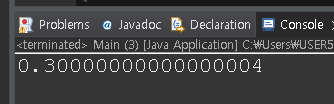 Problems @ Javadoc Declaration Console
<terminated> Main (3) [Java Application] C:₩Users₩USER5
0.30000000000000004